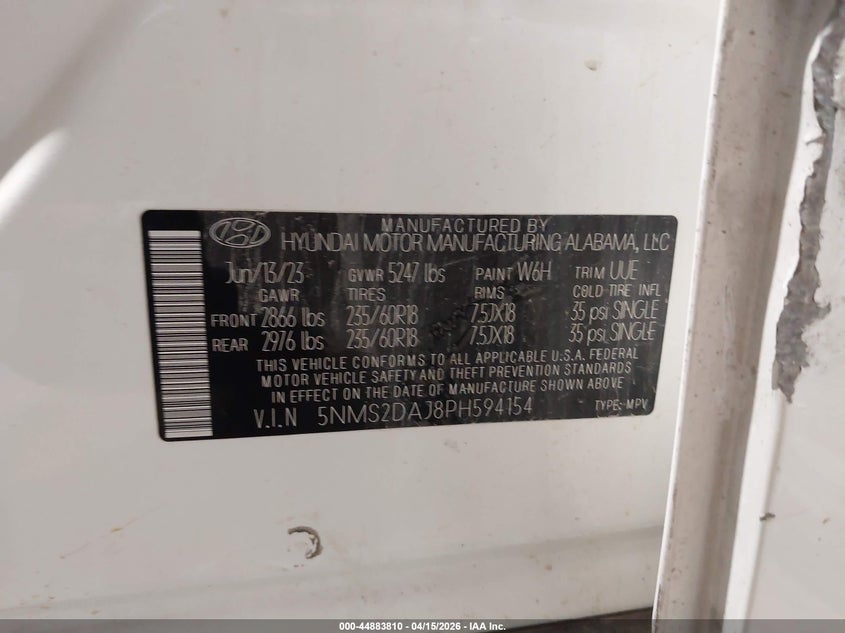 MANUFACTURED BY
HYUNDAI MOTOR MANUFACTURING ALABAMA, LLC
Jun/13/23 GVWR 5247 lbs PAINT W6H TRIM UUE
GAWR TIRES RIMS COLD TIRE INFL
FRONT 2866 lbs 235/60R18 7.5JX18 35 psi SINGLE
REAR 2976 lbs 235/60R18 7.5JX18 35 psi SINGLE
THIS VEHICLE CONFORMS TO ALL APPLICABLE U.S.A. FEDERAL
MOTOR VEHICLE SAFETY AND THEFT PREVENTION STANDARDS
IN EFFECT ON THE DATE OF MANUFACTURE SHOWN ABOVE
V.I.N 5NMS2DAJ8PH594154 TYPE: MPV
000-44883810 - 04/15/2026 - IAA Inc.